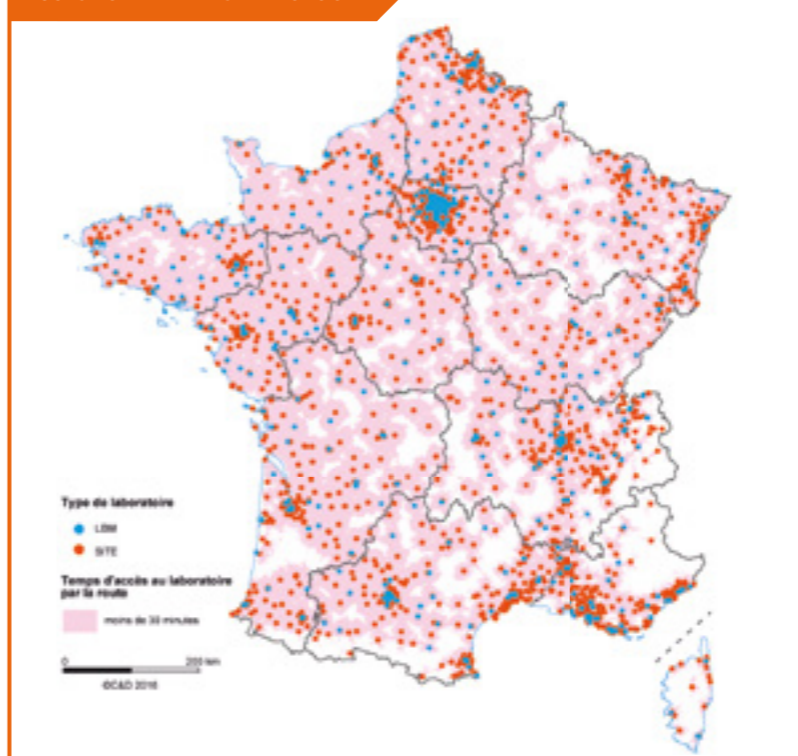 Type de laboratoire
LBM
SITE
Temps d'accès au laboratoire
par la route
moins de 30 minutes
0 200 km
©C&D 2016